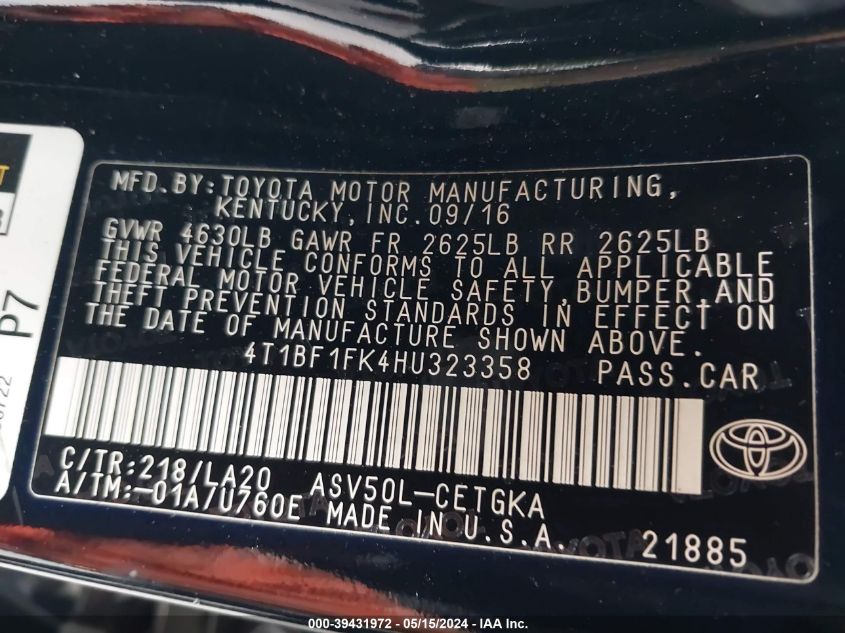 MFD.BY:TOYOTA MOTOR MANUFACTURING,
KENTUCKY,INC.09/16
GVWR 4630LB GAWR FR 2625LB RR 2625LB
THIS VEHICLE CONFORMS TO ALL APPLICABLE
FEDERAL MOTOR VEHICLE SAFETY,BUMPER,AND
THEFT PREVENTION STANDARDS IN EFFECT ON
THE DATE OF MANUFACTURE SHOWN ABOVE.
4T1BF1FK4HU323358 PASS.CAR
C/TR:218/LA20 ASV50L-CETGKA
A/TM:-01A/U760E MADE IN U.S.A. 21885
P7
000-39431972 / 05/15/2024 / IAA Inc.